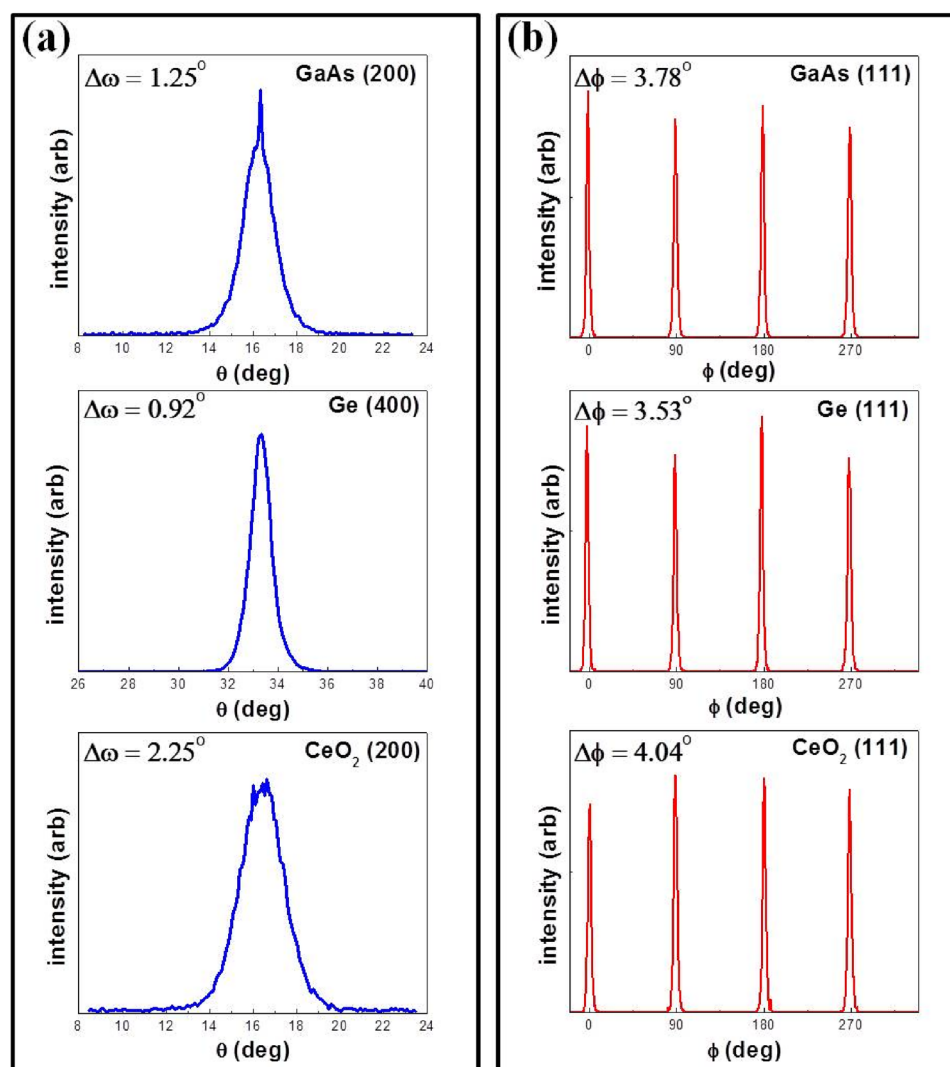 (a)
Δω = 1.25°
GaAs (200)
intensity (arb)
8 10 12 14 16 18 20 22 24
θ (deg)
Δω = 0.92°
Ge (400)
intensity (arb)
26 28 30 32 34 36 38 40
θ (deg)
Δω = 2.25°
CeO₂ (200)
intensity (arb)
8 10 12 14 16 18 20 22 24
θ (deg)
(b)
Δϕ = 3.78°
GaAs (111)
intensity (arb)
0 90 180 270
ϕ (deg)
Δϕ = 3.53°
Ge (111)
intensity (arb)
0 90 180 270
ϕ (deg)
Δϕ = 4.04°
CeO₂ (111)
intensity (arb)
0 90 180 270
ϕ (deg)